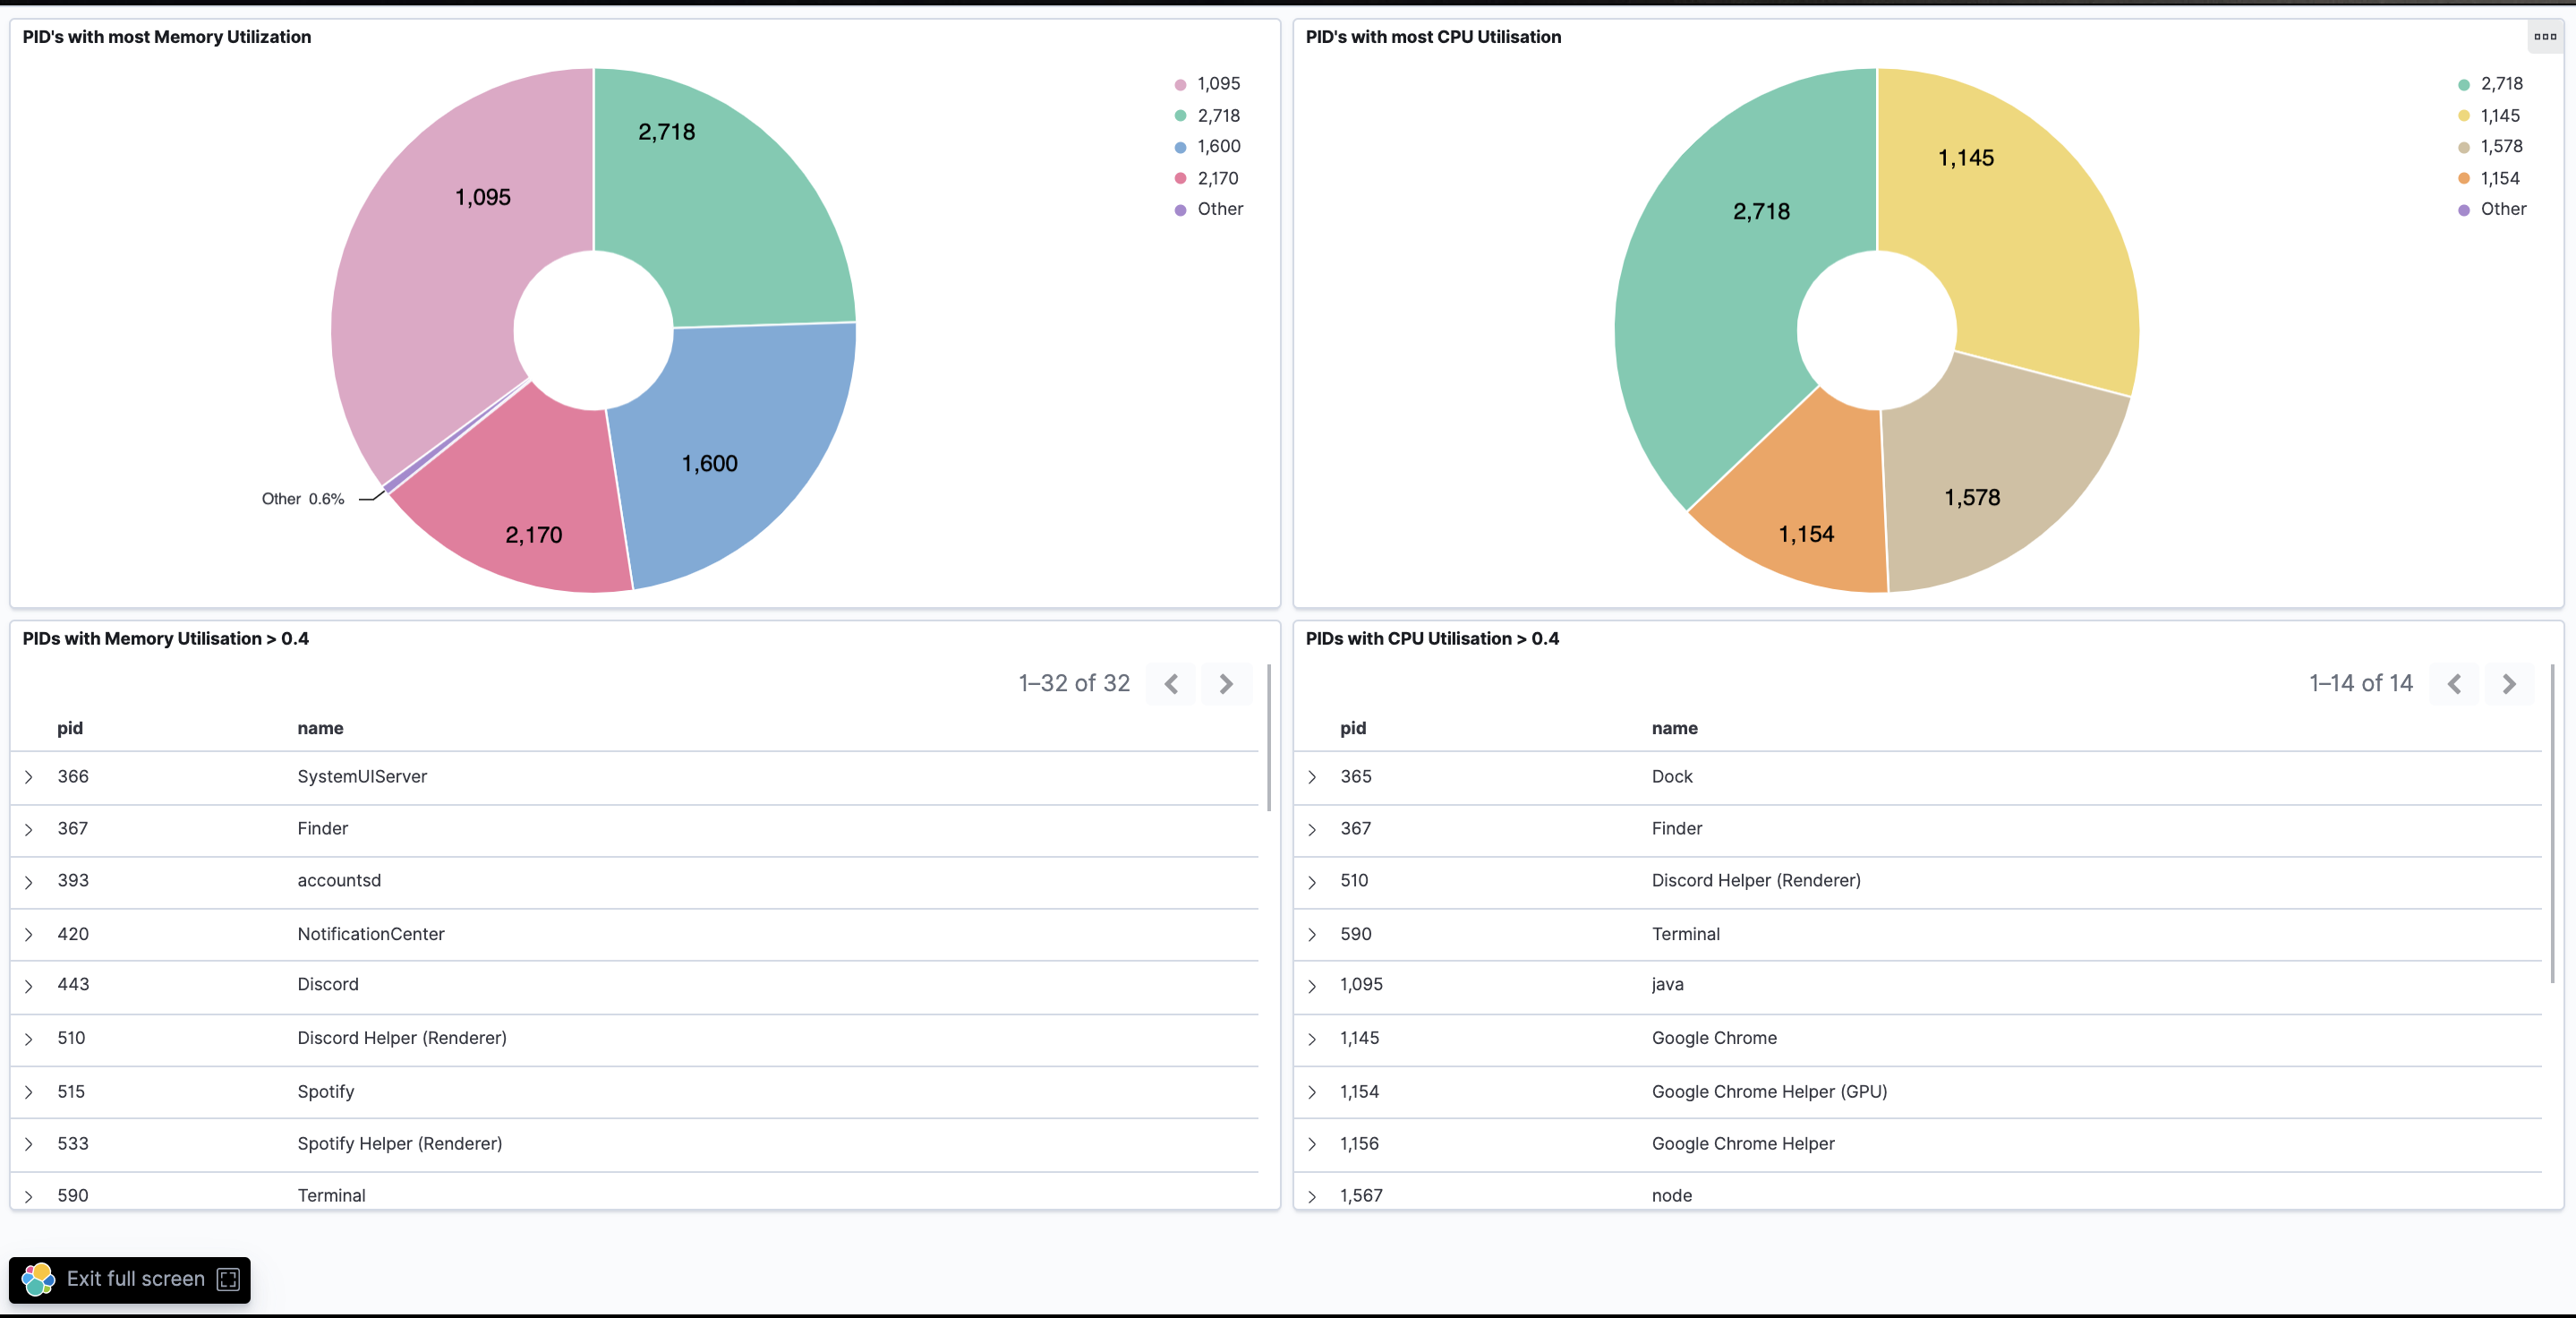 PID's with most Memory Utilization
2,718
1,095
1,600
2,170
Other 0.6%
1,095
2,718
1,600
2,170
Other
PID's with most CPU Utilisation
1,145
2,718
1,578
1,154
2,718
1,145
1,578
1,154
Other
PIDs with Memory Utilisation > 0.4
1–32 of 32
pid name
366 SystemUIServer
367 Finder
393 accountsd
420 NotificationCenter
443 Discord
510 Discord Helper (Renderer)
515 Spotify
533 Spotify Helper (Renderer)
590 Terminal
PIDs with CPU Utilisation > 0.4
1–14 of 14
pid name
365 Dock
367 Finder
510 Discord Helper (Renderer)
590 Terminal
1,095 java
1,145 Google Chrome
1,154 Google Chrome Helper (GPU)
1,156 Google Chrome Helper
1,567 node
Exit full screen